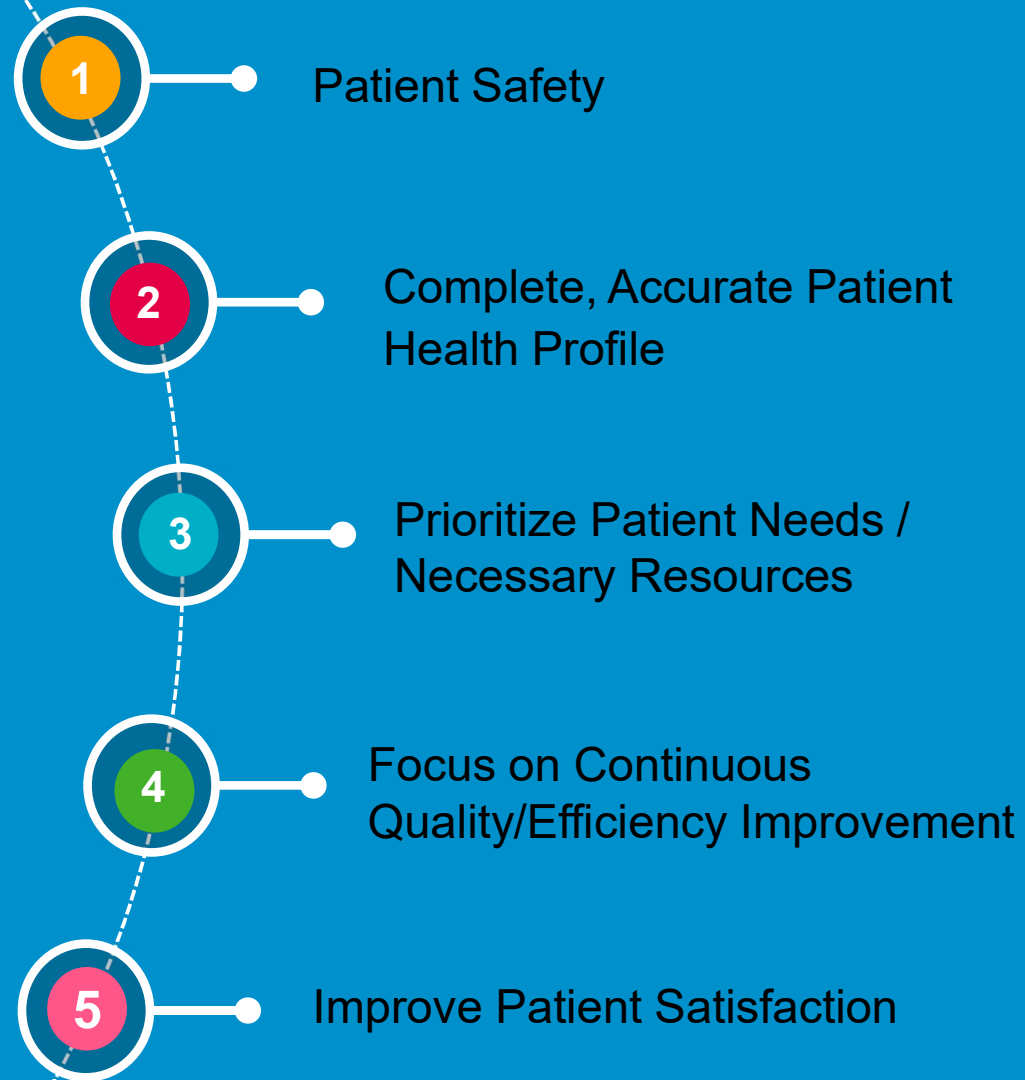 1
Patient Safety
2
Complete, Accurate Patient
Health Profile
3
Prioritize Patient Needs /
Necessary Resources
4
Focus on Continuous
Quality/Efficiency Improvement
5
Improve Patient Satisfaction